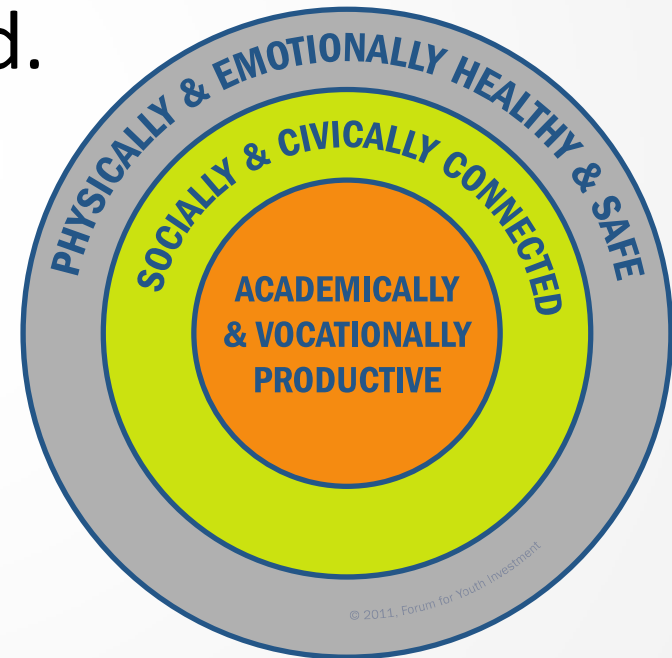 d.
PHYSICALLY & EMOTIONALLY HEALTHY & SAFE
SOCIALLY & CIVICALLY CONNECTED
ACADEMICALLY
& VOCATIONALLY
PRODUCTIVE
© 2011, Forum for Youth Investment